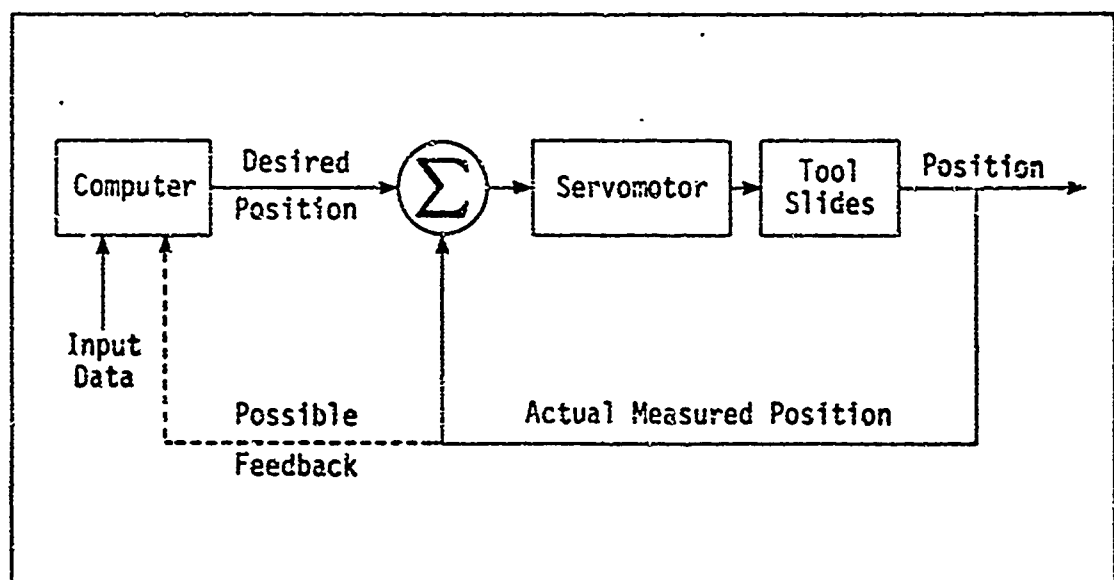 Computer
Desired
Position
Σ
Servomotor
Tool
Slides
Position
Input
Data
Possible
Feedback
Actual Measured Position